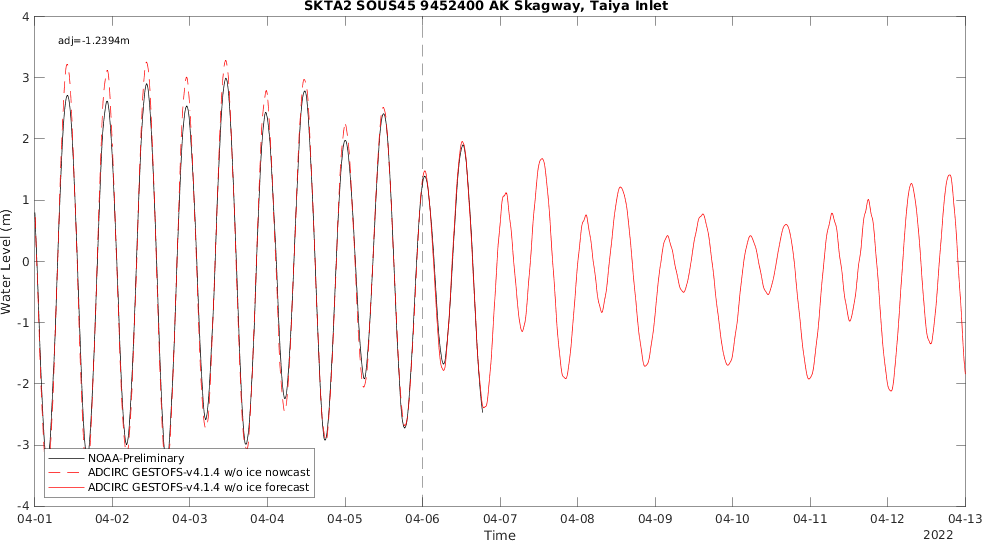 SKTA2 SOUS45 9452400 AK Skagway, Taiya Inlet
adj=-1.2394m
4
3
2
1
0
-1
-2
-3
-4
Water Level (m)
NOAA-Preliminary
ADCIRC GESTOFS-v4.1.4 w/o ice nowcast
ADCIRC GESTOFS-v4.1.4 w/o ice forecast
04-01 04-02 04-03 04-04 04-05 04-06 04-07 04-08 04-09 04-10 04-11 04-12 04-13
Time
2022